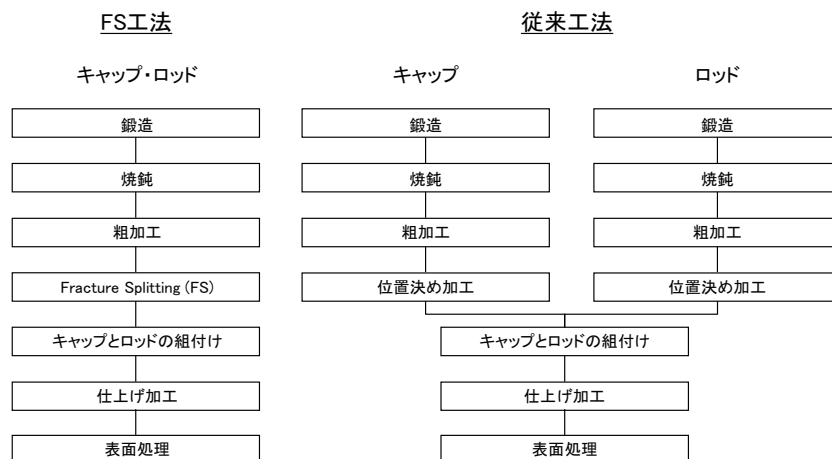 FS工法
キャップ・ロッド
鍛造
焼鈍
粗加工
Fracture Splitting (FS)
キャップとロッドの組付け
仕上げ加工
表面処理
従来工法
キャップ
ロッド
鍛造
鍛造
焼鈍
焼鈍
粗加工
粗加工
位置決め加工
位置決め加工
キャップとロッドの組付け
仕上げ加工
表面処理